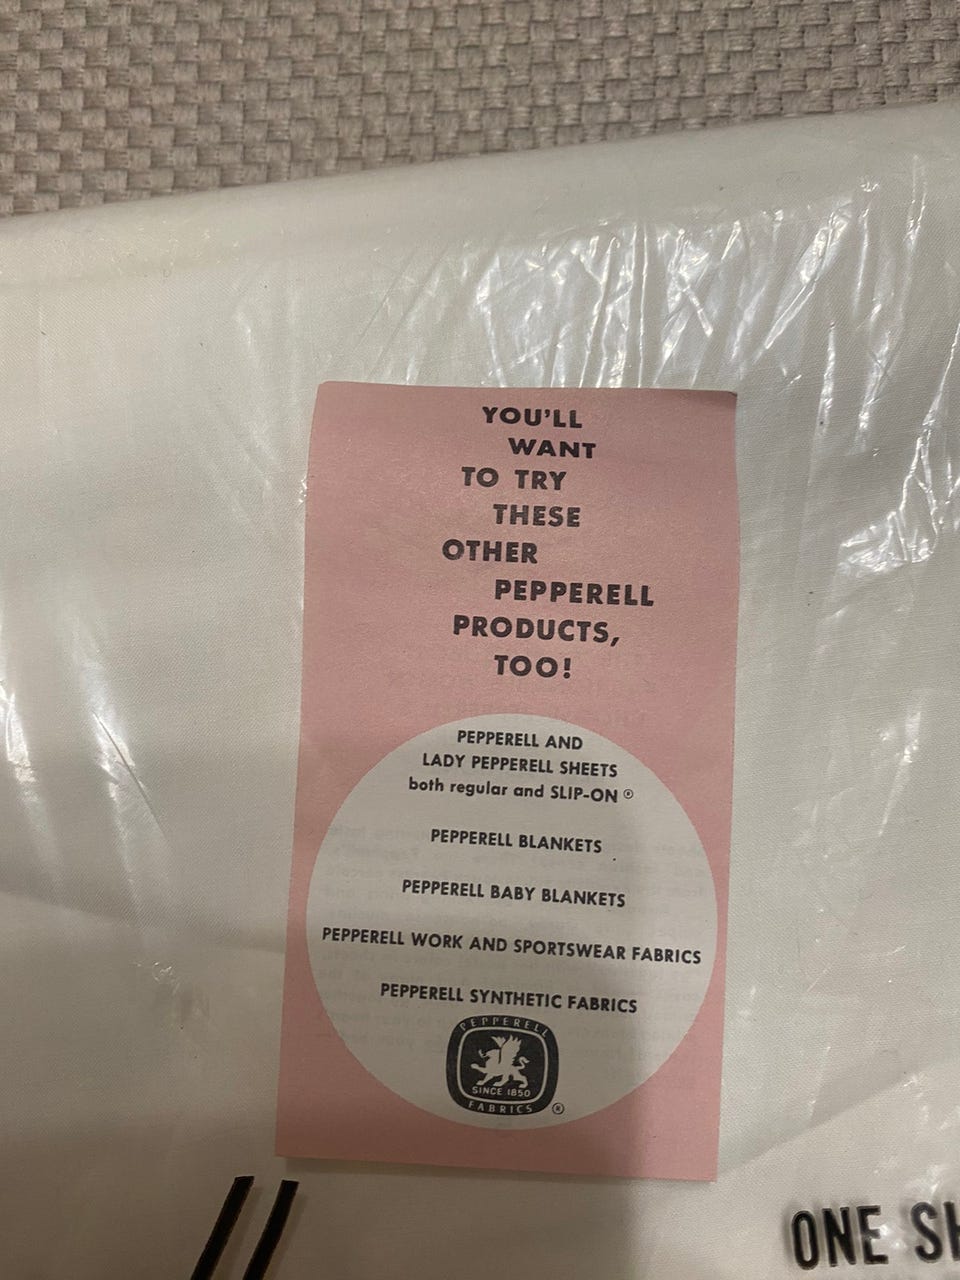 YOU'LL
WANT
TO TRY
THESE
OTHER
PEPPERELL
PRODUCTS,
TOO!
PEPPERELL AND
LADY PEPPERELL SHEETS
both regular and SLIP-ON ®
PEPPERELL BLANKETS
PEPPERELL BABY BLANKETS
PEPPERELL WORK AND SPORTSWEAR FABRICS
PEPPERELL SYNTHETIC FABRICS
PEPPERELL
SINCE 1850
FABRICS ®
ONE